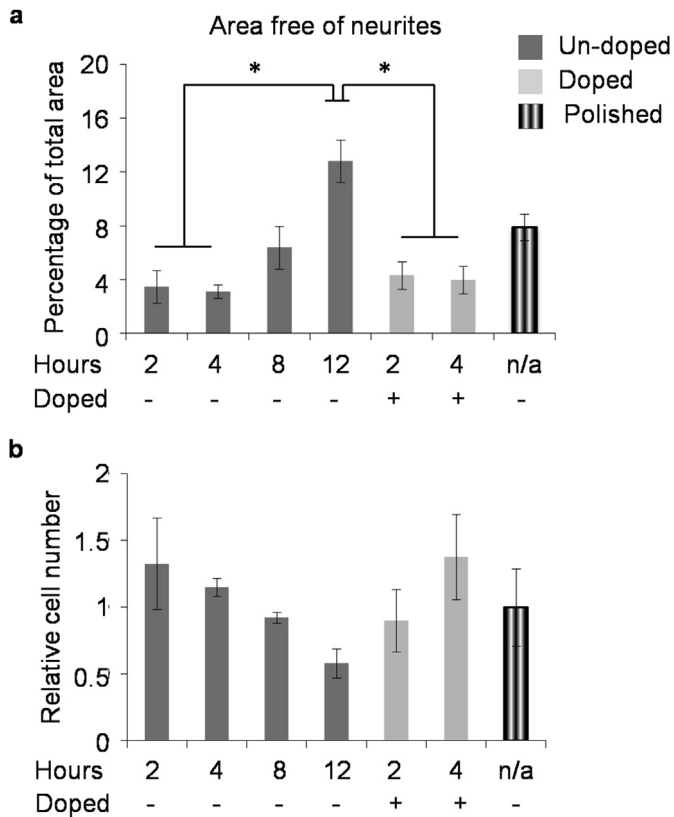 a
Area free of neurites
Un-doped
Doped
Polished
Percentage of total area
20
16
12
8
4
0
* *
Hours 2 4 8 12 2 4 n/a
Doped - - - - + + -
b
Relative cell number
2
1.5
1
0.5
0
Hours 2 4 8 12 2 4 n/a
Doped - - - - + + -